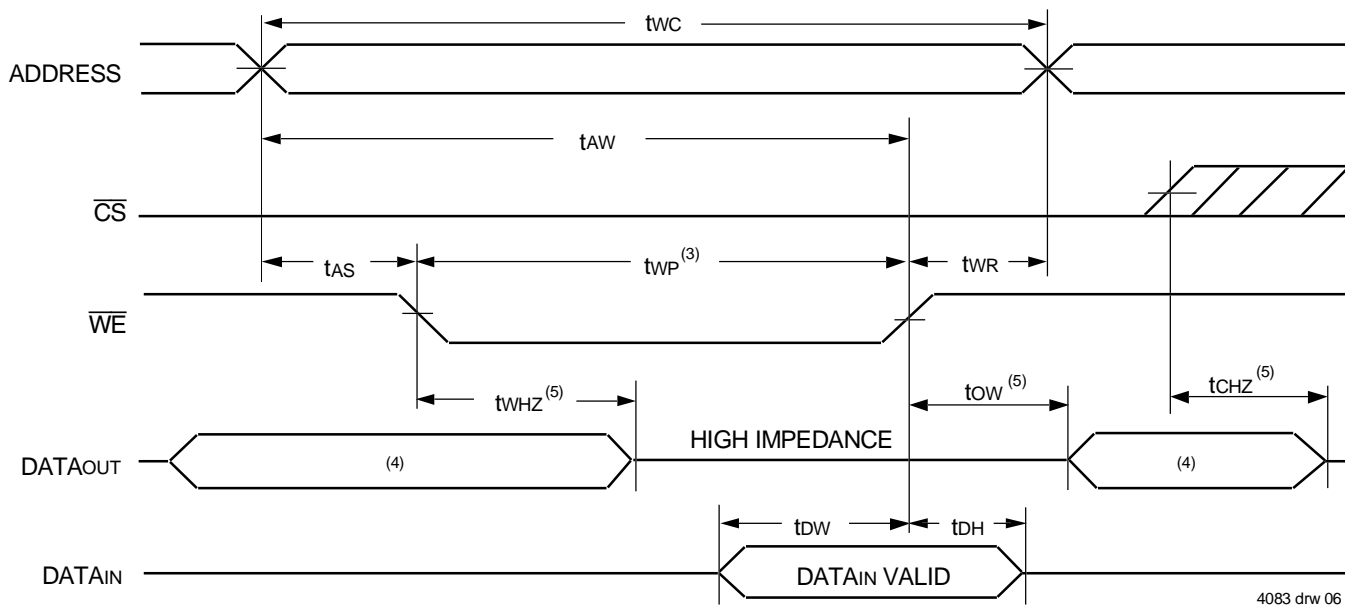 tWC
ADDRESS
tAW
CS
tAS
tWP (3)
tWR
WE
tWHZ (5)
tOW (5)
tCHZ (5)
HIGH IMPEDANCE
DATAOUT
(4)
(4)
tDW
tDH
DATAIN
DATAIN VALID
4083 drw 06